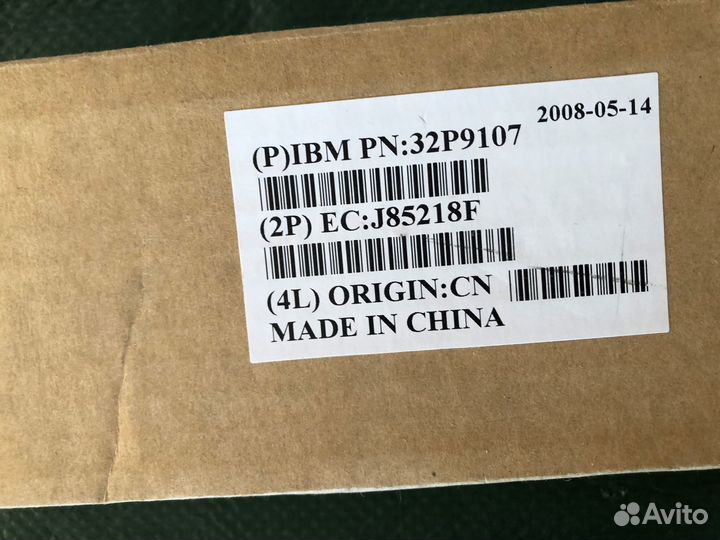 2008-05-14
(P)IBM PN:32P9107
(2P) EC:J85218F
(4L) ORIGIN:CN
MADE IN CHINA
Avito